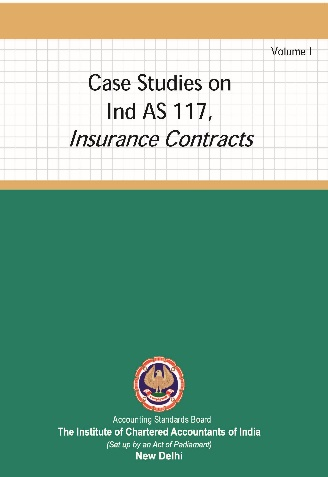 Volume I
Case Studies on
Ind AS 117,
Insurance Contracts
Accounting Standards Board
The Institute of Chartered Accountants of India
(Set up by an Act of Parliament)
New Delhi